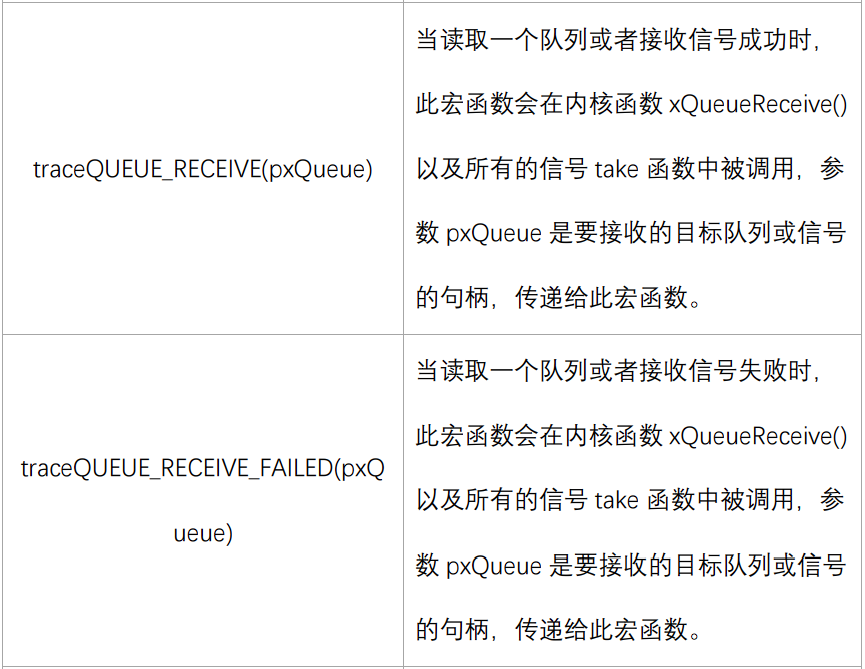 traceQUEUE_RECEIVE(pxQueue)
当读取一个队列或者接收信号成功时，
此宏函数会在内核函数 xQueueReceive()
以及所有的信号 take 函数中被调用，参
数 pxQueue 是要接收的目标队列或信号
的句柄，传递给此宏函数。
traceQUEUE_RECEIVE_FAILED(pxQ
ueue)
当读取一个队列或者接收信号失败时，
此宏函数会在内核函数 xQueueReceive()
以及所有的信号 take 函数中被调用，参
数 pxQueue 是要接收的目标队列或信号
的句柄，传递给此宏函数。